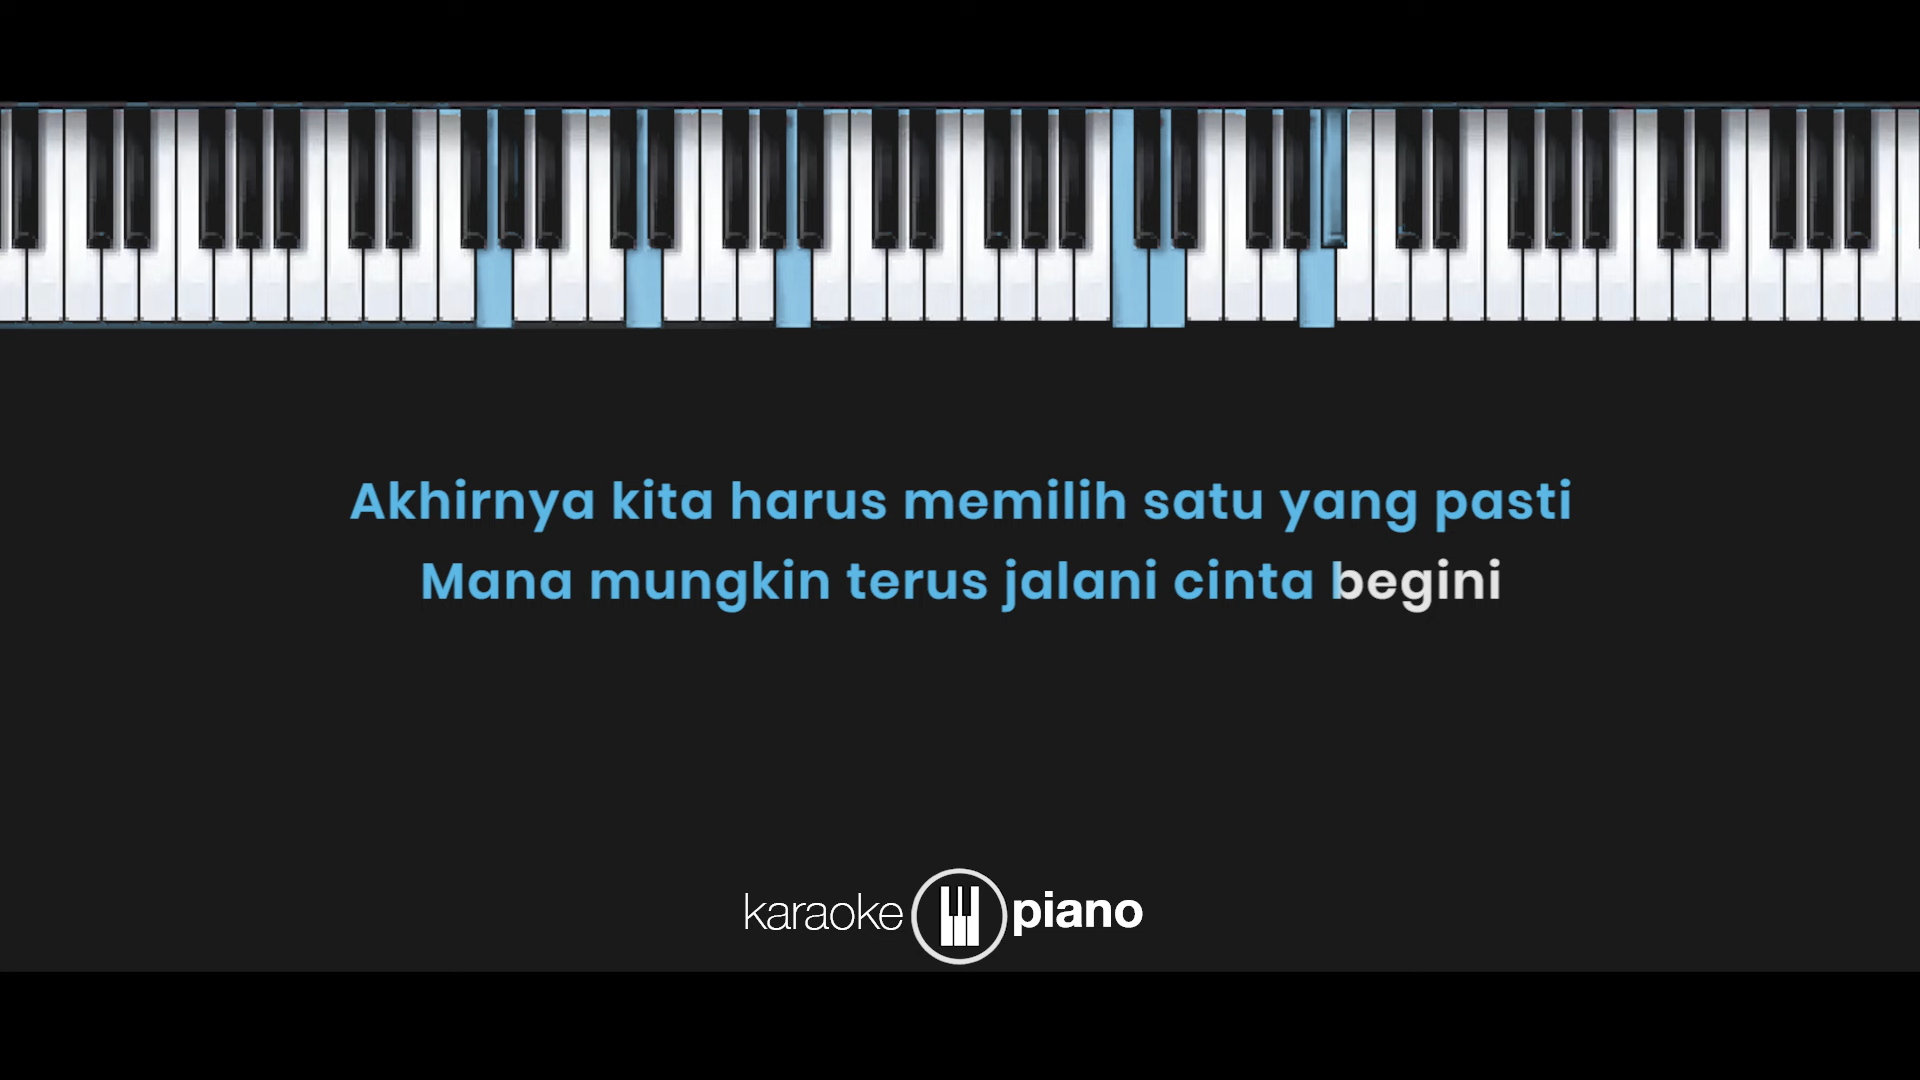 Akhirnya kita harus memilih satu yang pasti
Mana mungkin terus jalani cinta begini
karaoke piano